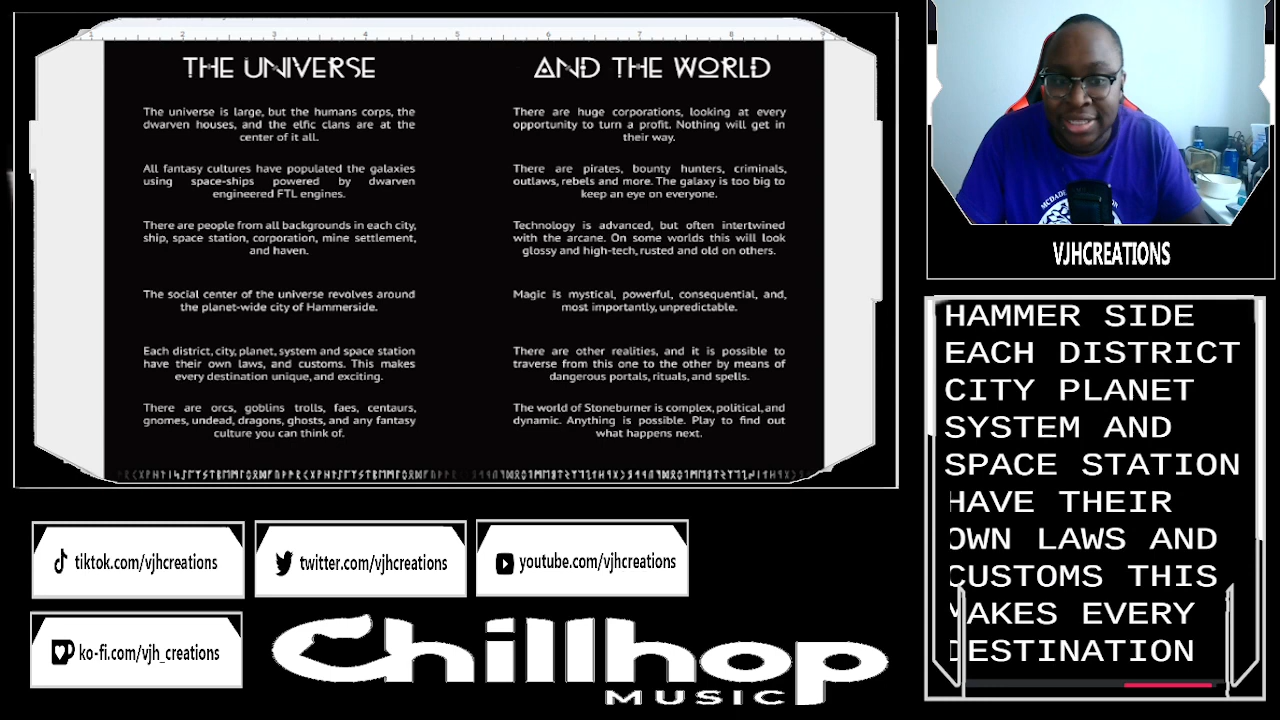 THE UNIVERSE
The universe is large, but the humans corps, the
dwarven houses, and the elfic clans are at the
center of it all.
All fantasy cultures have populated the galaxies
using space-ships powered by dwarven
engineered FTL engines.
There are people from all backgrounds in each city,
ship, space station, corporation, mine settlement,
and haven.
The social center of the universe revolves around
the planet-wide city of Hammerside.
Each district, city, planet, system and space station
have their own laws, and customs. This makes
every destination unique, and exciting.
There are orcs, goblins trolls, faes, centaurs,
gnomes, undead, dragons, ghosts, and any fantasy
culture you can think of.
AND THE WORLD
There are huge corporations, looking at every
opportunity to turn a profit. Nothing will get in
their way.
There are pirates, bounty hunters, criminals,
outlaws, rebels and more. The galaxy is too big to
keep an eye on everyone.
Technology is advanced, but often intertwined
with the arcane. On some worlds this will look
glossy and high-tech, rusted and old on others.
Magic is mystical, powerful, consequential, and,
most importantly, unpredictable.
There are other realities, and it is possible to
traverse from this one to the other by means of
dangerous portals, rituals, and spells.
The world of Stoneburner is complex, political, and
dynamic. Anything is possible. Play to find out
what happens next.
VJHCREATIONS
HAMMER SIDE
EACH DISTRICT
CITY PLANET
SYSTEM AND
SPACE STATION
HAVE THEIR
OWN LAWS AND
CUSTOMS THIS
MAKES EVERY
DESTINATION
tiktok.com/vjhcreations
twitter.com/vjhcreations
youtube.com/vjhcreations
ko-fi.com/vjh_creations
Chillhop
MUSIC